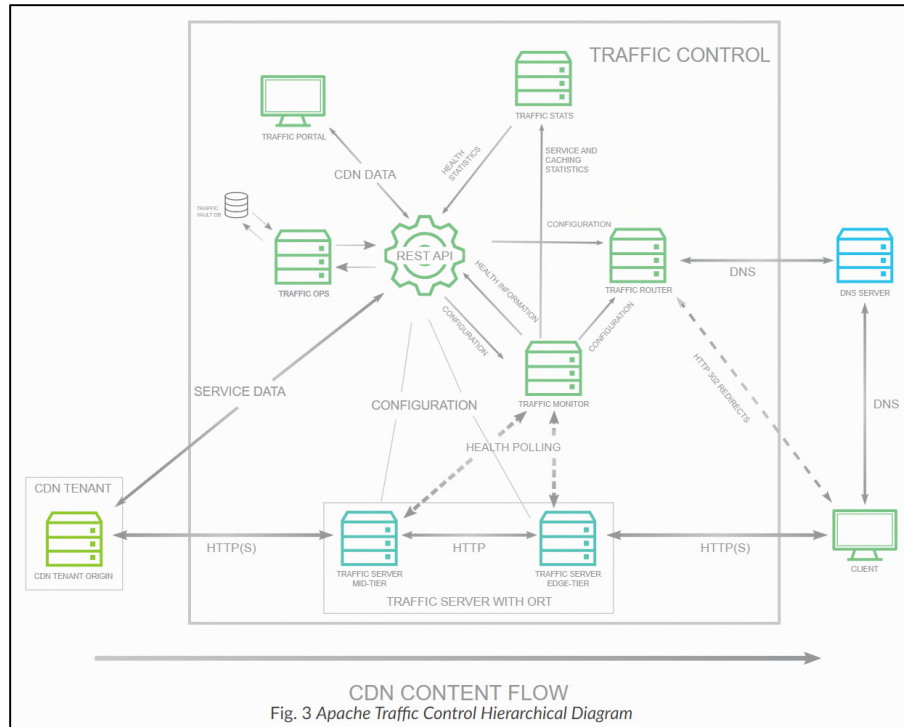 TRAFFIC CONTROL
TRAFFIC PORTAL
TRAFFIC STATS
CDN DATA
HEALTH
STATISTICS
SERVICE AND
CACHING
STATISTICS
TRAFFIC
VAULT DB
TRAFFIC OPS
REST API
CONFIGURATION
TRAFFIC ROUTER
DNS
DNS SERVER
HEALTH INFORMATION
CONFIGURATION
CONFIGURATION
TRAFFIC MONITOR
HTTP 302 REDIRECTS
DNS
SERVICE DATA
CONFIGURATION
HEALTH POLLING
CDN TENANT
CDN TENANT ORIGIN
HTTP(S)
TRAFFIC SERVER
MID-TIER
HTTP
TRAFFIC SERVER
EDGE-TIER
HTTP(S)
CLIENT
TRAFFIC SERVER WITH ORT
CDN CONTENT FLOW
Fig. 3 Apache Traffic Control Hierarchical Diagram